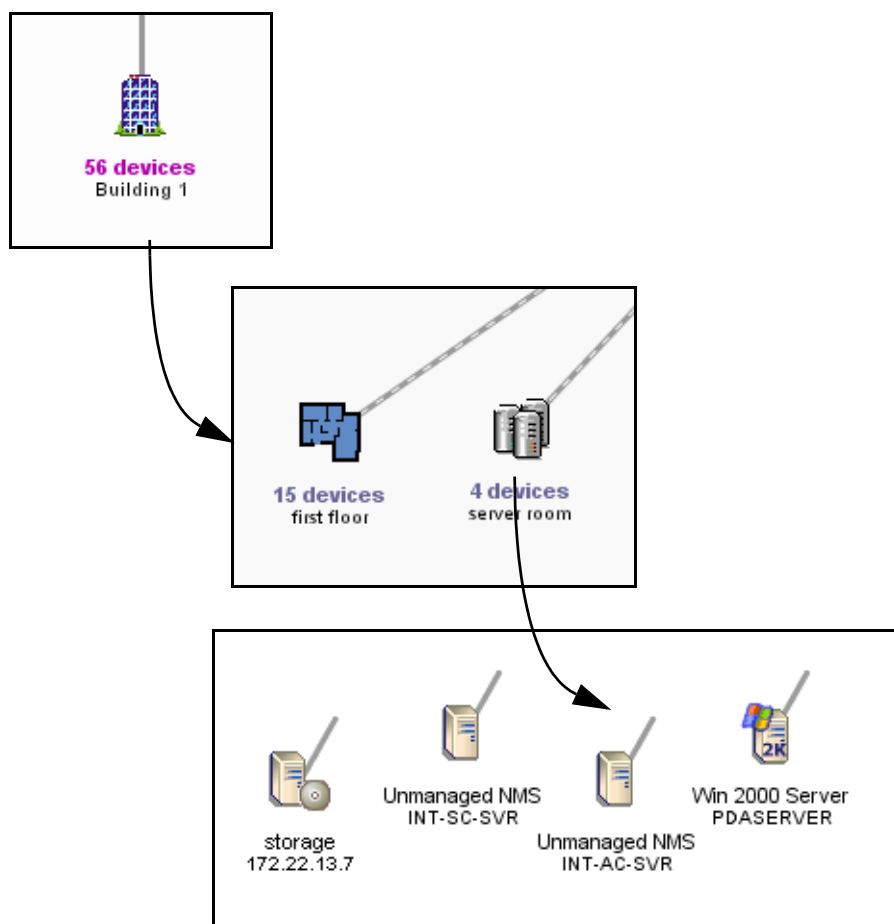 56 devices
Building 1
15 devices
first floor
4 devices
server room
storage
172.22.13.7
Unmanaged NMS
INT-SC-SVR
Unmanaged NMS
INT-AC-SVR
2K
Win 2000 Server
PDASERVER